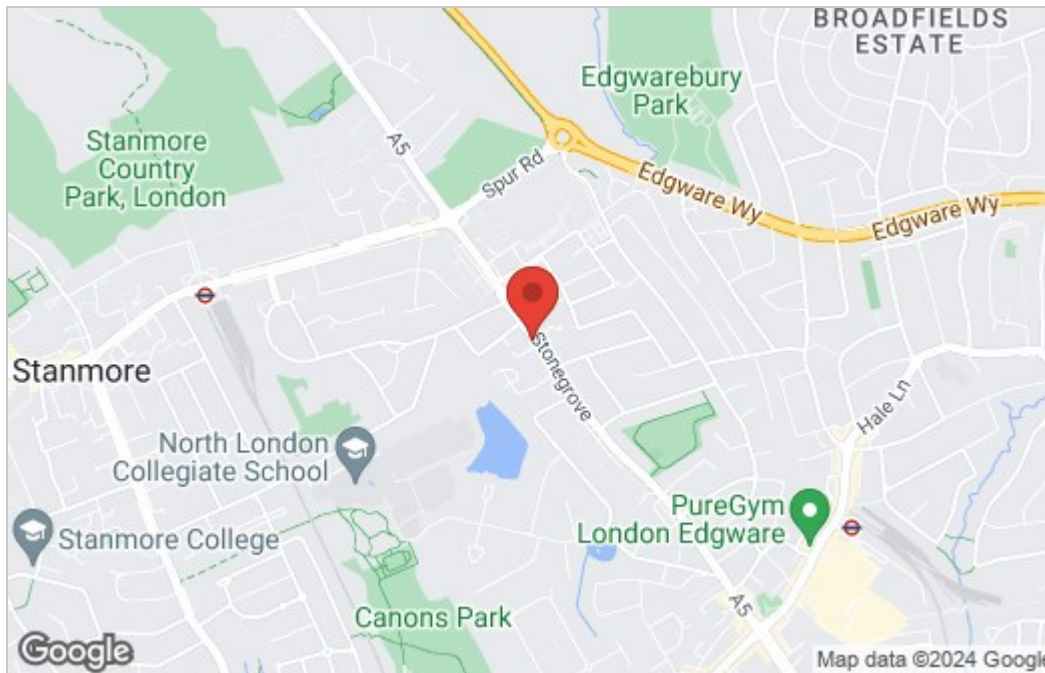 BROADFIELDS
ESTATE
Edgwarebury
Park
A5
Stanmore
Country
Park, London
Spur Rd
Edgware Wy
Edgware Wy
Stanmore
Stonegrove
Hale Ln
North London
Collegiate School
PureGym
London Edgware
Stanmore College
Canons Park
A5
Google
Map data ©2024 Google